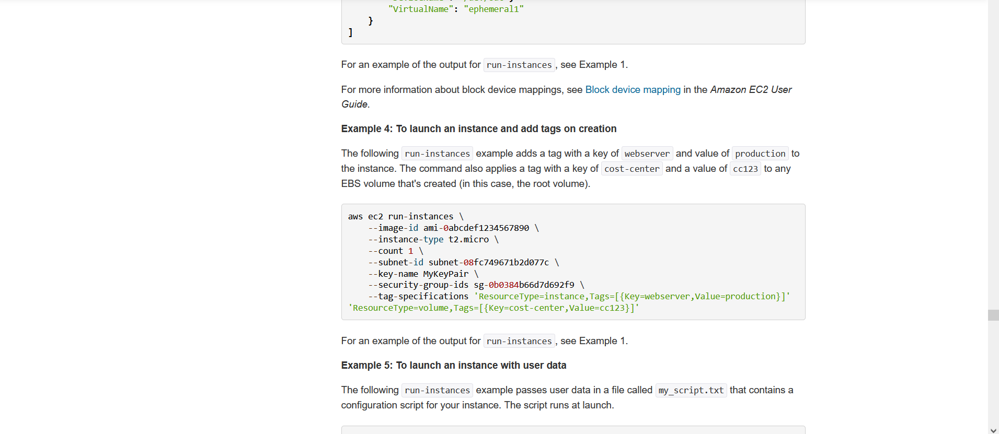 "VirtualName": "ephemeral1"
}
]
For an example of the output for run-instances, see Example 1.
For more information about block device mappings, see Block device mapping in the Amazon EC2 User
Guide.
Example 4: To launch an instance and add tags on creation
The following run-instances example adds a tag with a key of webserver and value of production to
the instance. The command also applies a tag with a key of cost-center and a value of cc123 to any
EBS volume that's created (in this case, the root volume).
aws ec2 run-instances \
--image-id ami-0abcdef1234567890 \
--instance-type t2.micro \
--count 1 \
--subnet-id subnet-08fc749671b2d077c \
--key-name MyKeyPair \
--security-group-ids sg-0b0384b66d7d692f9 \
--tag-specifications 'ResourceType=instance,Tags=[{Key=webserver,Value=production}]'
'ResourceType=volume,Tags=[{Key=cost-center,Value=cc123}]'
For an example of the output for run-instances, see Example 1.
Example 5: To launch an instance with user data
The following run-instances example passes user data in a file called my_script.txt that contains a
configuration script for your instance. The script runs at launch.